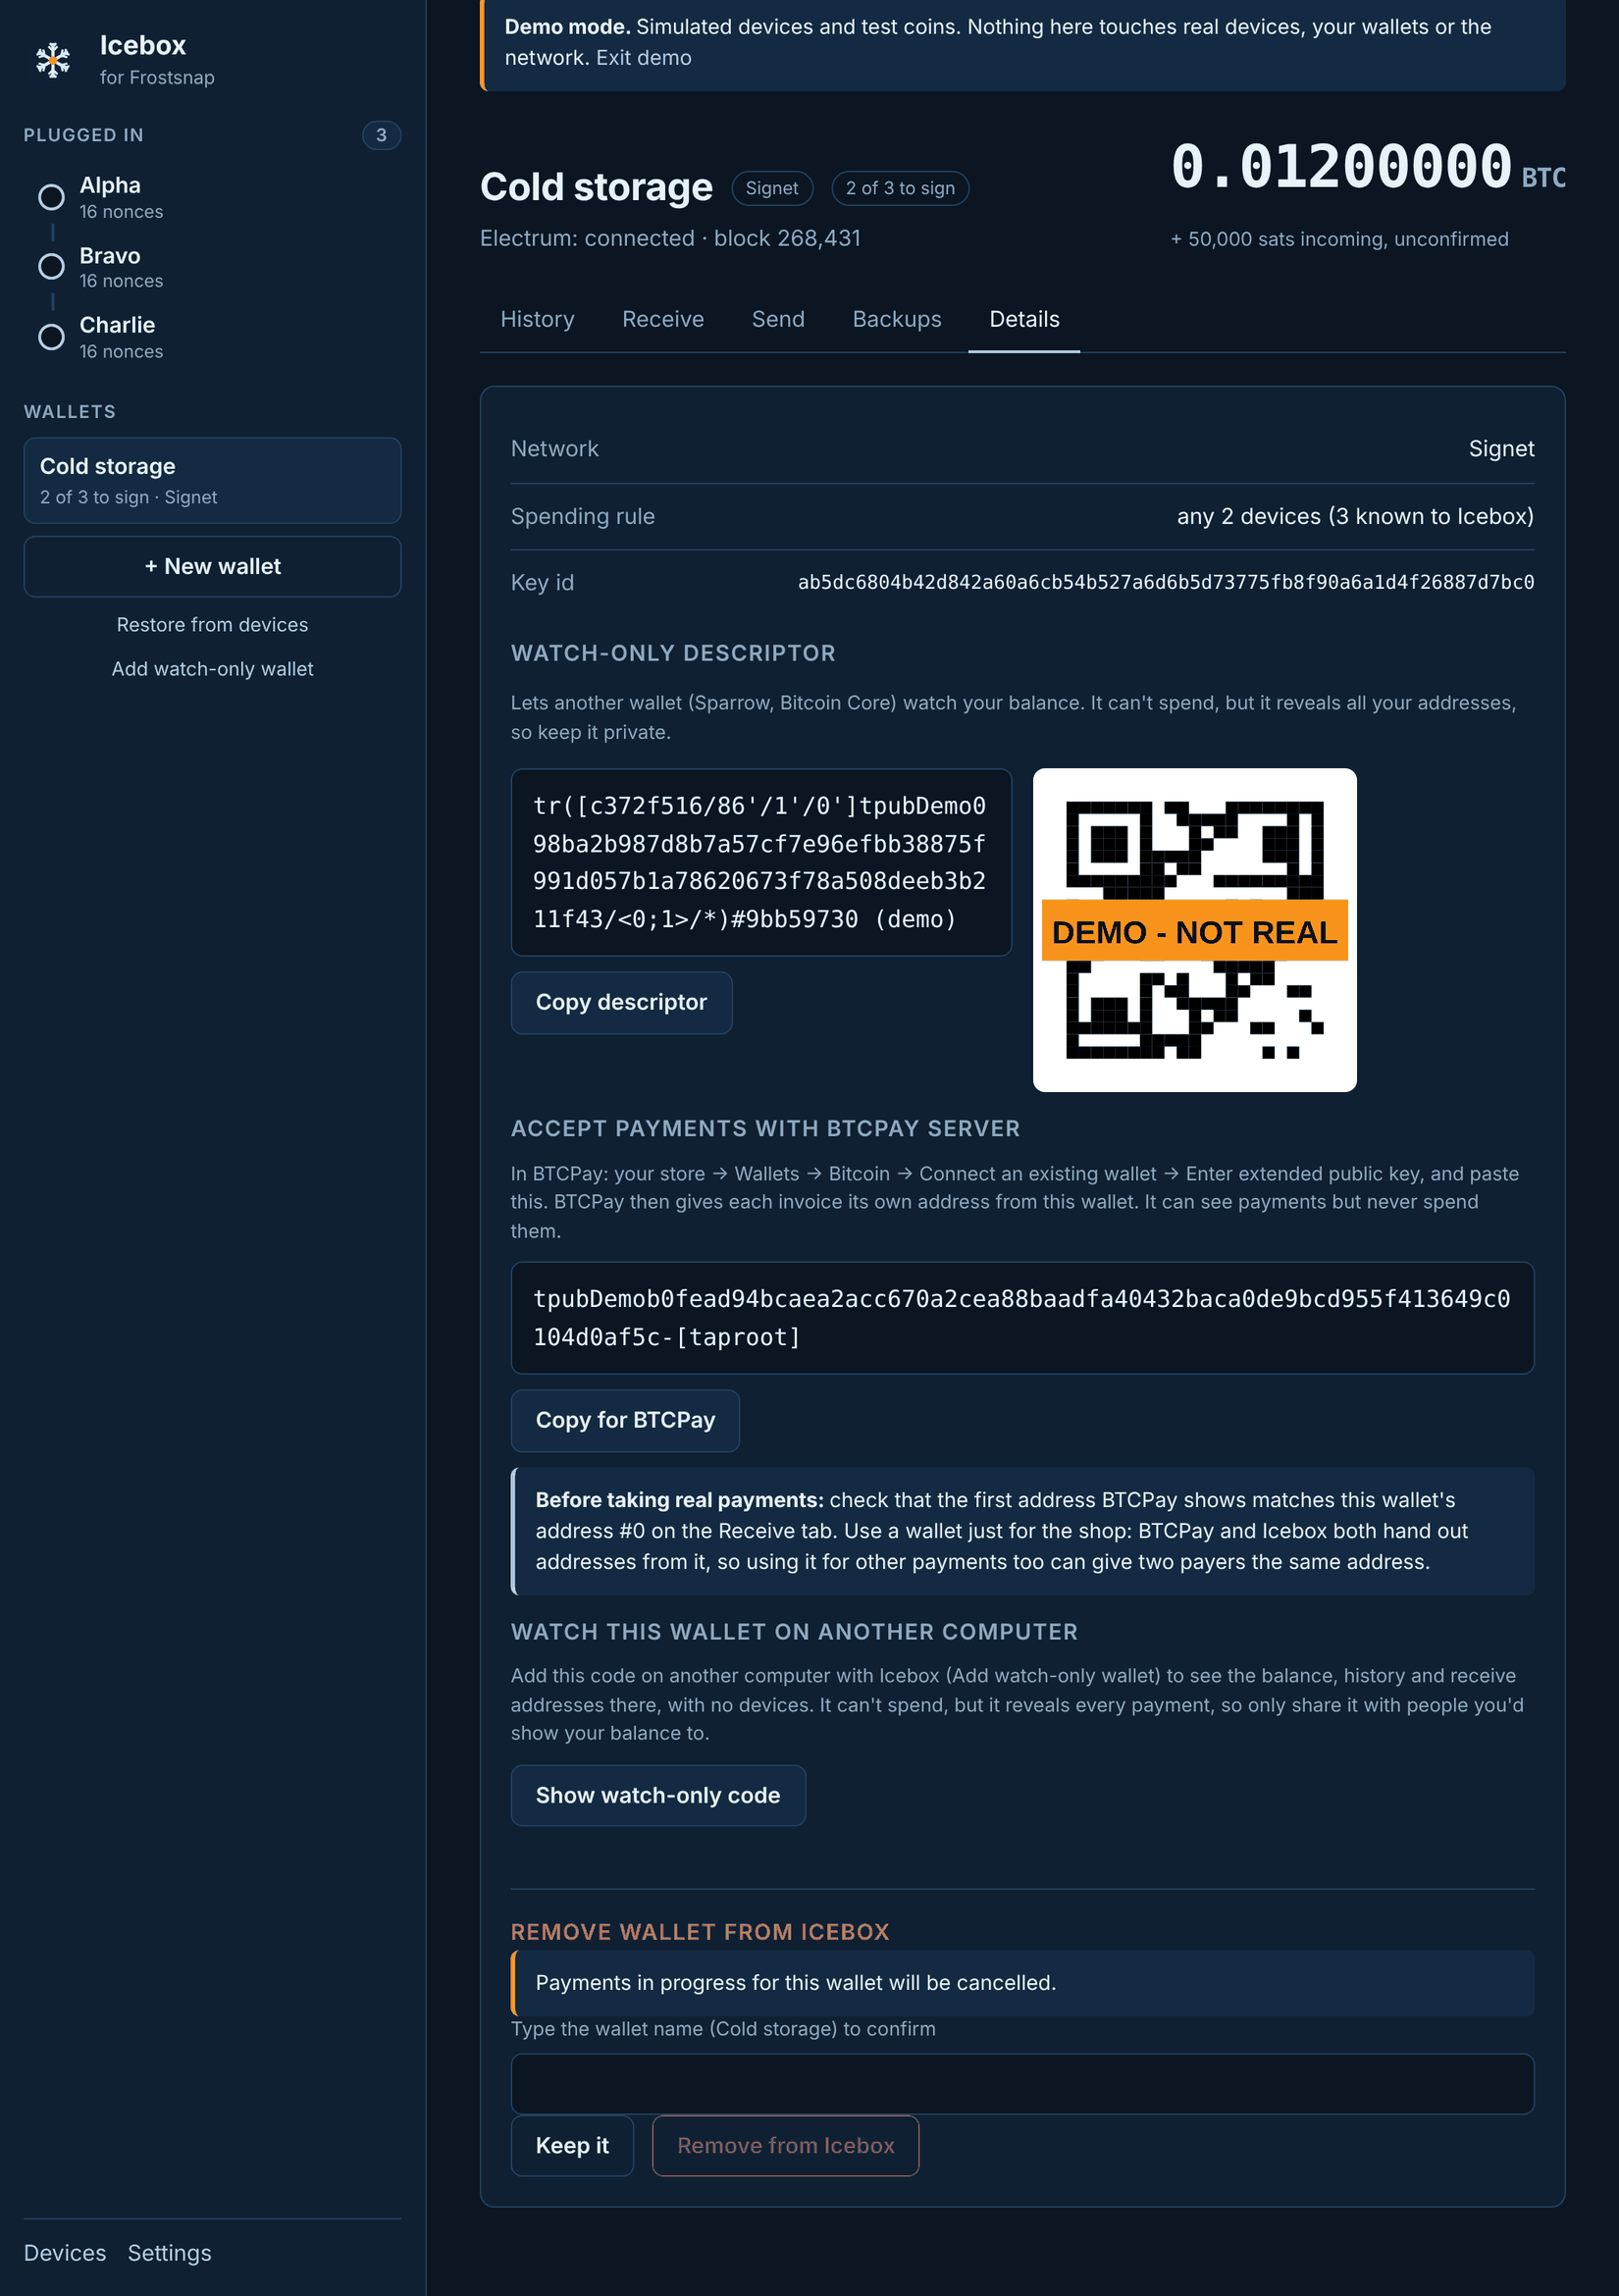 Icebox
for Frostsnap
PLUGGED IN
3
Alpha
16 nonces
Bravo
16 nonces
Charlie
16 nonces
WALLETS
Cold storage
2 of 3 to sign · Signet
+ New wallet
Restore from devices
Add watch-only wallet
Devices
Settings
Demo mode. Simulated devices and test coins. Nothing here touches real devices, your wallets or the
network. Exit demo
Cold storage
Signet
2 of 3 to sign
0.01200000 BTC
Electrum: connected · block 268,431
+ 50,000 sats incoming, unconfirmed
History
Receive
Send
Backups
Details
Network
Signet
Spending rule
any 2 devices (3 known to Icebox)
Key id
ab5dc6804b42d842a60a6cb54b527a6d6b5d73775fb8f90a6a1d4f26887d7bc0
WATCH-ONLY DESCRIPTOR
Lets another wallet (Sparrow, Bitcoin Core) watch your balance. It can't spend, but it reveals all your addresses,
so keep it private.
tr([c372f516/86'/1'/0']tpubDemo0
98ba2b987d8b7a57cf7e96efbb38875f
991d057b1a78620673f78a508deeb3b2
11f43/<0;1>/*)#9bb59730 (demo)
DEMO - NOT REAL
Copy descriptor
ACCEPT PAYMENTS WITH BTCPAY SERVER
In BTCPay: your store → Wallets → Bitcoin → Connect an existing wallet → Enter extended public key, and paste
this. BTCPay then gives each invoice its own address from this wallet. It can see payments but never spend
them.
tpubDemob0fead94bcaea2acc670a2cea88baadfa40432baca0de9bcd955f413649c0
104d0af5c-[taproot]
Copy for BTCPay
Before taking real payments: check that the first address BTCPay shows matches this wallet's
address #0 on the Receive tab. Use a wallet just for the shop: BTCPay and Icebox both hand out
addresses from it, so using it for other payments too can give two payers the same address.
WATCH THIS WALLET ON ANOTHER COMPUTER
Add this code on another computer with Icebox (Add watch-only wallet) to see the balance, history and receive
addresses there, with no devices. It can't spend, but it reveals every payment, so only share it with people you'd
show your balance to.
Show watch-only code
REMOVE WALLET FROM ICEBOX
Payments in progress for this wallet will be cancelled.
Type the wallet name (Cold storage) to confirm
Keep it
Remove from Icebox